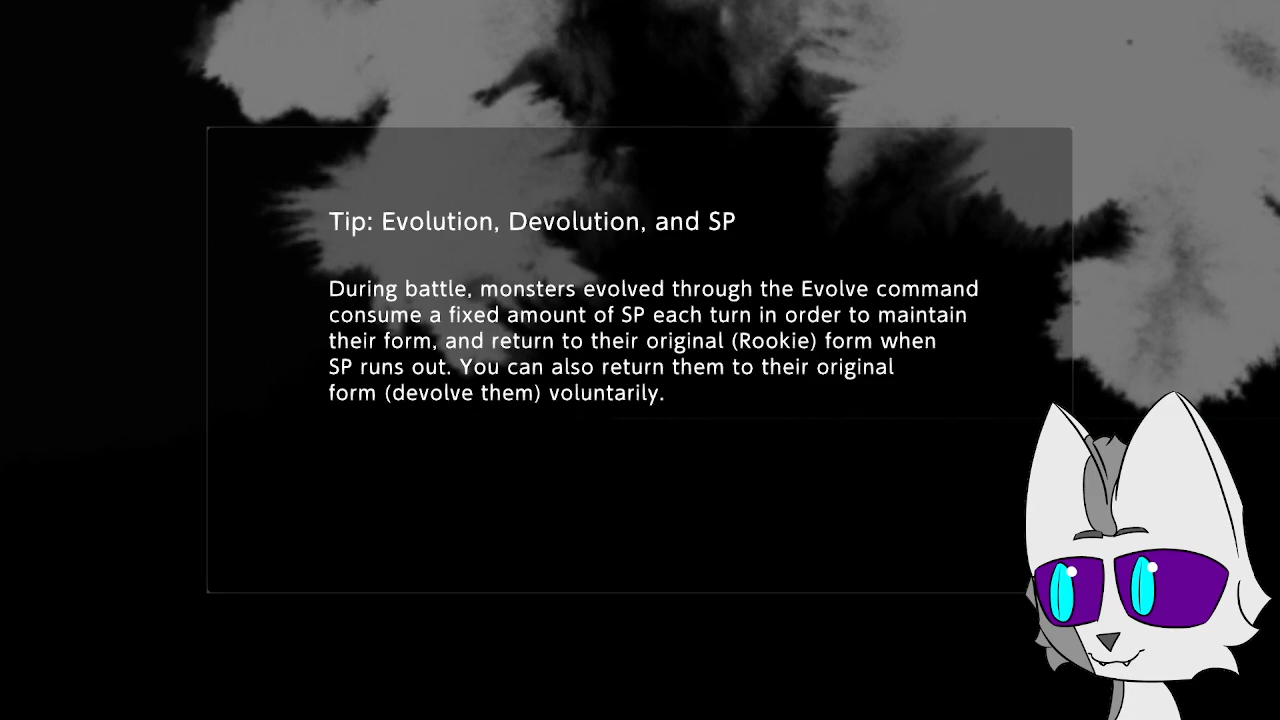 Tip: Evolution, Devolution, and SP
During battle, monsters evolved through the Evolve command
consume a fixed amount of SP each turn in order to maintain
their form, and return to their original (Rookie) form when
SP runs out. You can also return them to their original
form (devolve them) voluntarily.